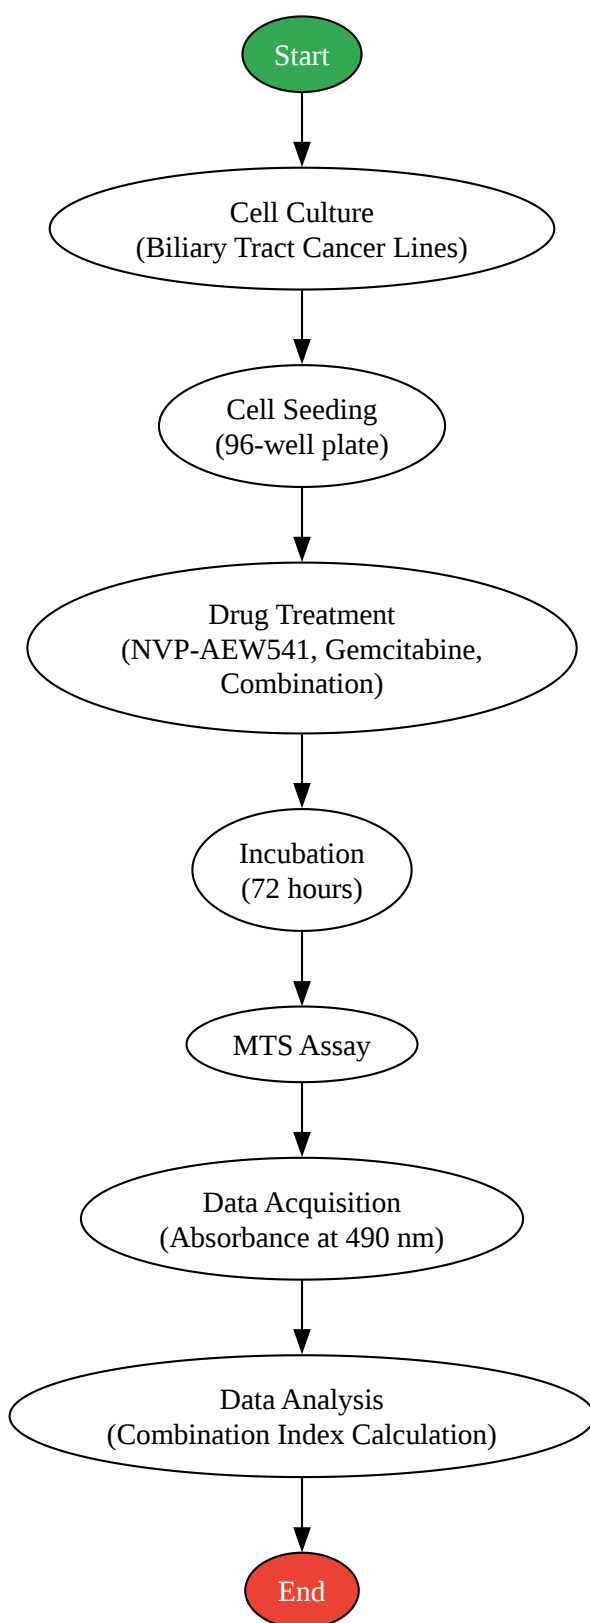 Start
Cell Culture
(Biliary Tract Cancer Lines)
Cell Seeding
(96-well plate)
Drug Treatment
(NVP-AEW541, Gemcitabine,
Combination)
Incubation
(72 hours)
MTS Assay
Data Acquisition
(Absorbance at 490 nm)
Data Analysis
(Combination Index Calculation)
End